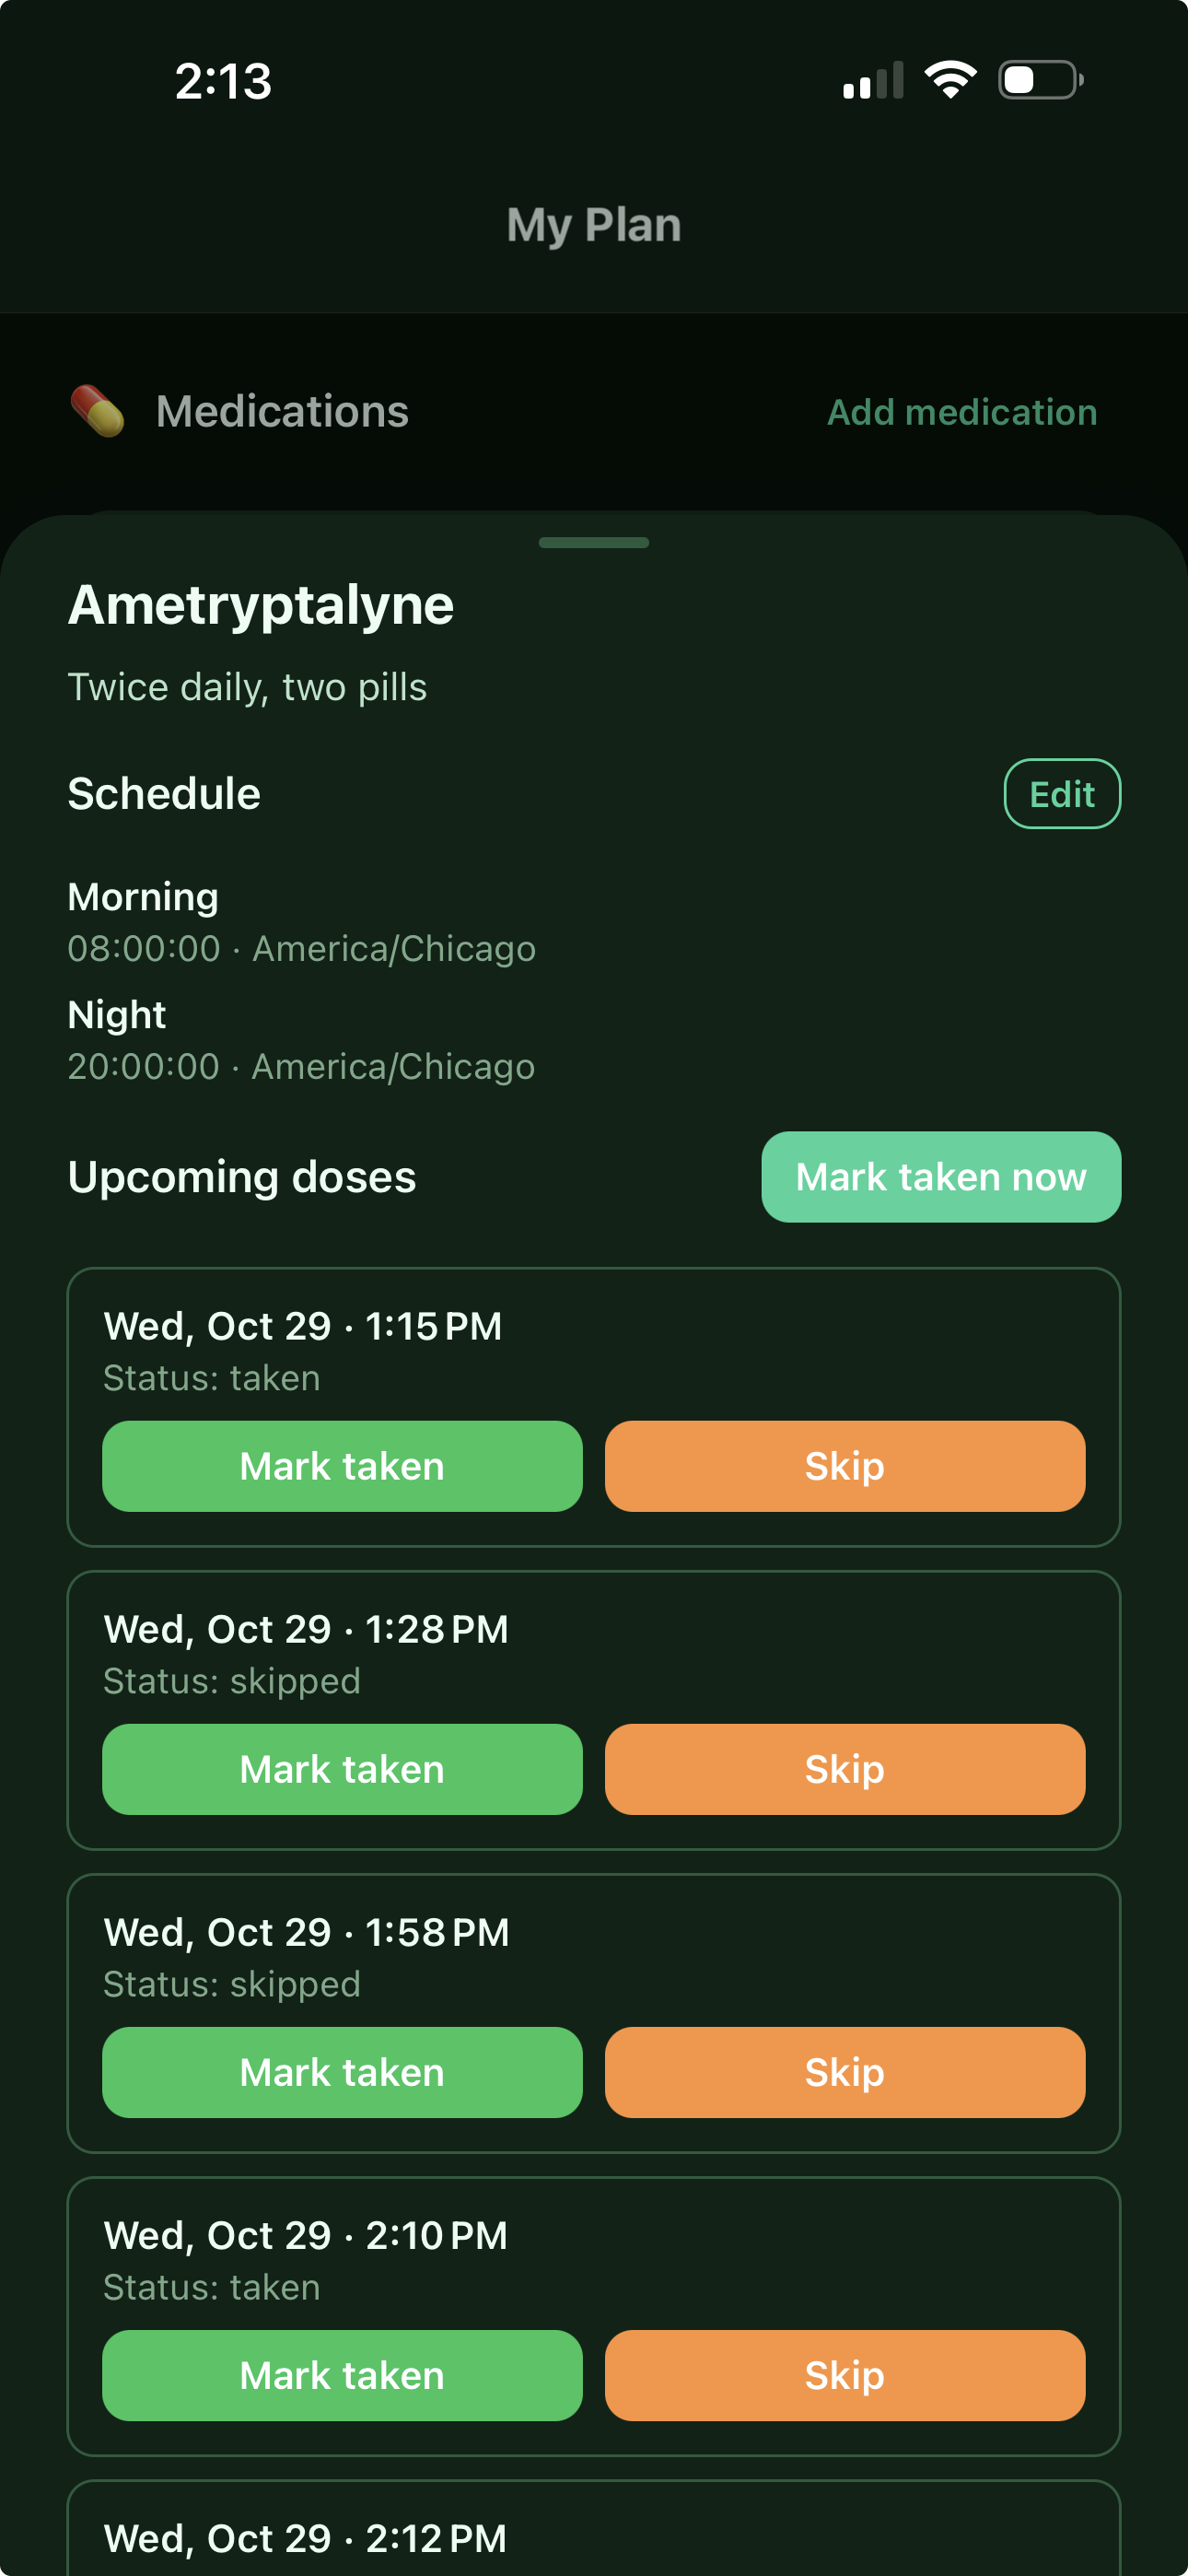 2:13
My Plan
Medications
Add medication
Ametryptalyne
Twice daily, two pills
Schedule
Edit
Morning
08:00:00 · America/Chicago
Night
20:00:00 · America/Chicago
Upcoming doses
Mark taken now
Wed, Oct 29 · 1:15 PM
Status: taken
Mark taken
Skip
Wed, Oct 29 · 1:28 PM
Status: skipped
Mark taken
Skip
Wed, Oct 29 · 1:58 PM
Status: skipped
Mark taken
Skip
Wed, Oct 29 · 2:10 PM
Status: taken
Mark taken
Skip
Wed, Oct 29 · 2:12 PM